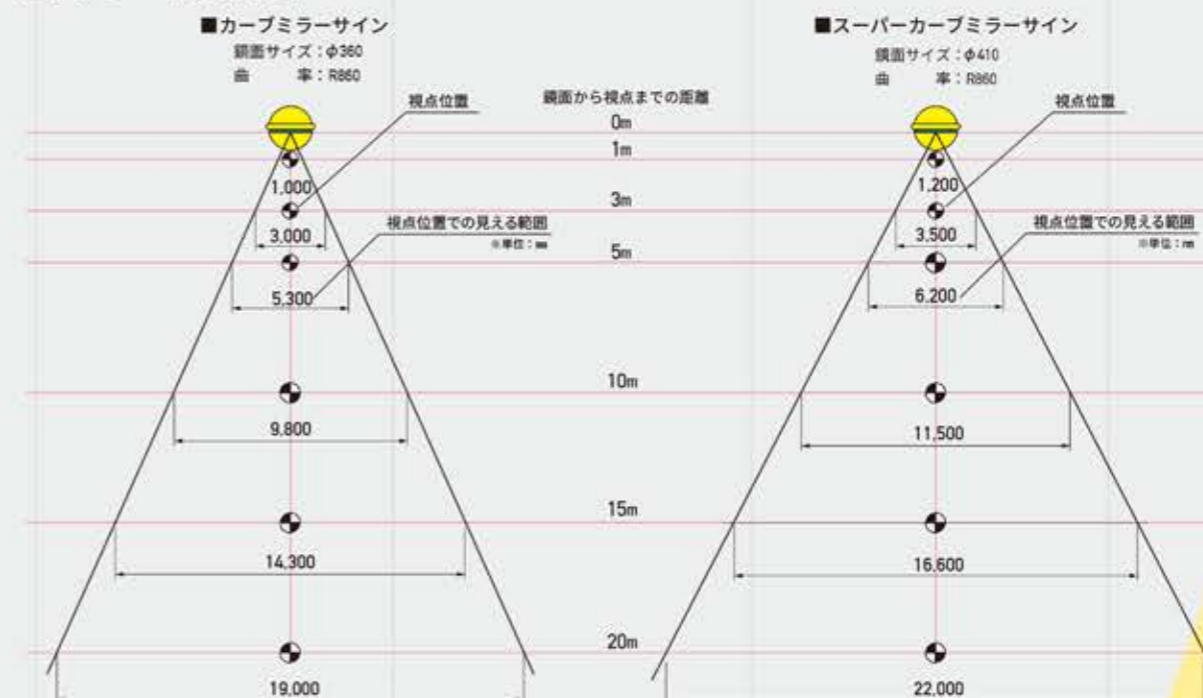 ■カーブミラーサイン
鏡面サイズ：φ360
曲　　率：R860
視点位置
1,000
3,000
視点位置での見える範囲
※単位：㎜
5,300
9,800
14,300
19,000
鏡面から視点までの距離
0m
1m
3m
5m
10m
15m
20m
■スーパーカーブミラーサイン
鏡面サイズ：φ410
曲　　率：R860
視点位置
1,200
3,500
視点位置での見える範囲
※単位：㎜
6,200
11,500
16,600
22,000